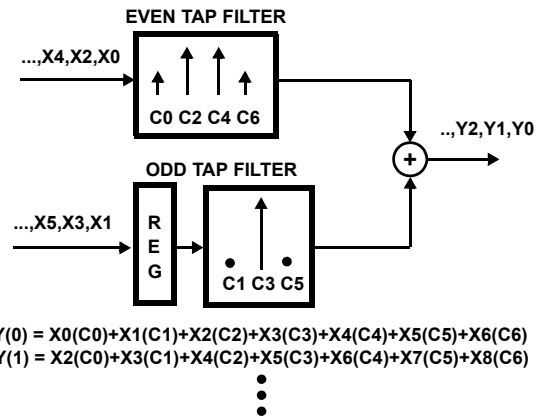 EVEN TAP FILTER
...,X4,X2,X0
C0 C2 C4 C6
+
..,Y2,Y1,Y0
ODD TAP FILTER
...,X5,X3,X1
R
E
G
C1 C3 C5
Y(0) = X0(C0)+X1(C1)+X2(C2)+X3(C3)+X4(C4)+X5(C5)+X6(C6)
Y(1) = X2(C0)+X3(C1)+X4(C2)+X5(C3)+X6(C4)+X7(C5)+X8(C6)